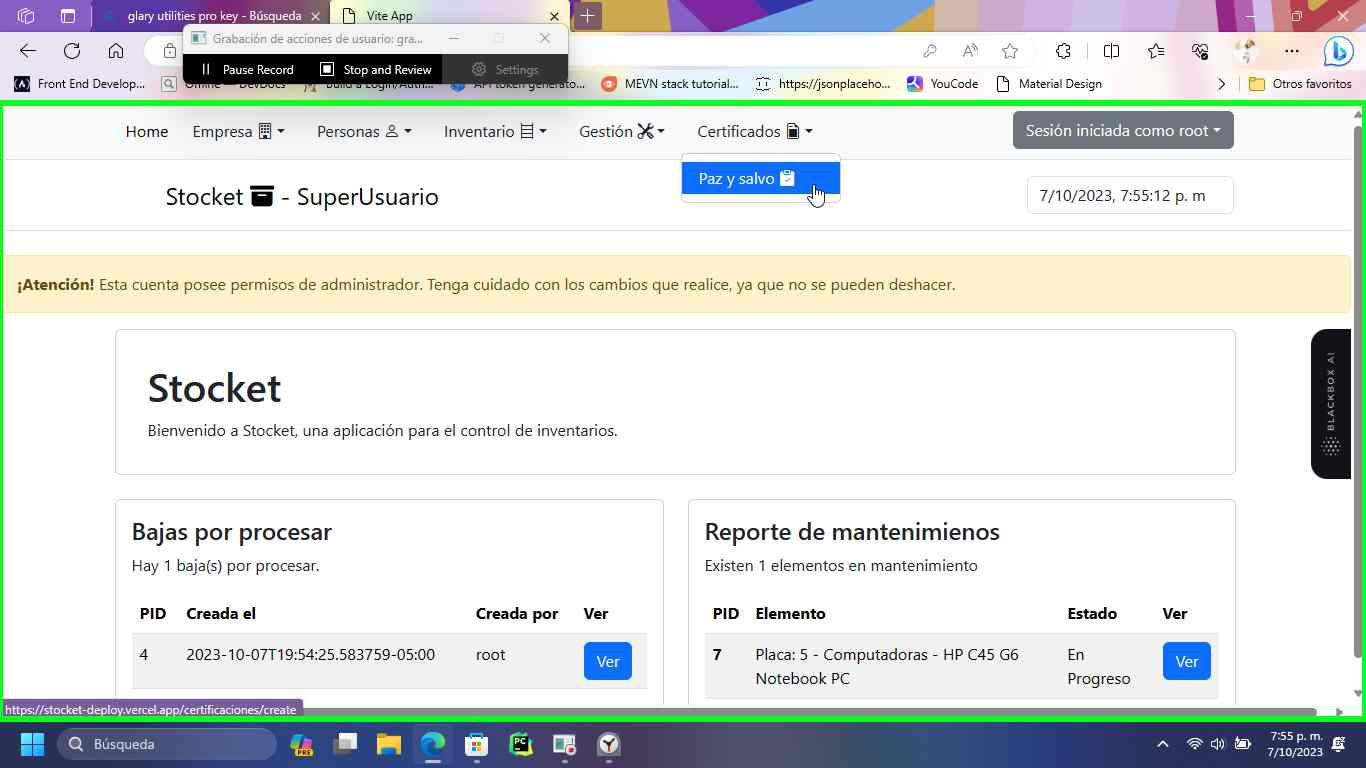 glary utilities pro key - Búsqueda
Vite App
Grabación de acciones de usuario: gra...
Pause Record
Stop and Review
Settings
Front End Develop...
MEVN stack tutorial...
https://jsonplaceho...
YouCode
Material Design
Otros favoritos
Home
Empresa
Personas
Inventario
Gestión
Certificados
Sesión iniciada como root
Paz y salvo
Stocket - SuperUsuario
7/10/2023, 7:55:12 p. m
¡Atención! Esta cuenta posee permisos de administrador. Tenga cuidado con los cambios que realice, ya que no se pueden deshacer.
BLACKBOX AI
Stocket
Bienvenido a Stocket, una aplicación para el control de inventarios.
Bajas por procesar
Hay 1 baja(s) por procesar.
PID Creada el Creada por Ver
4 2023-10-07T19:54:25.583759-05:00 root Ver
Reporte de mantenimienos
Existen 1 elementos en mantenimiento
PID Elemento Estado Ver
7 Placa: 5 - Computadoras - HP C45 G6 En Ver
Notebook PC Progreso
https://stocket-deploy.vercel.app/certificaciones/create
Búsqueda
PRE
PC
7:55 p. m.
7/10/2023